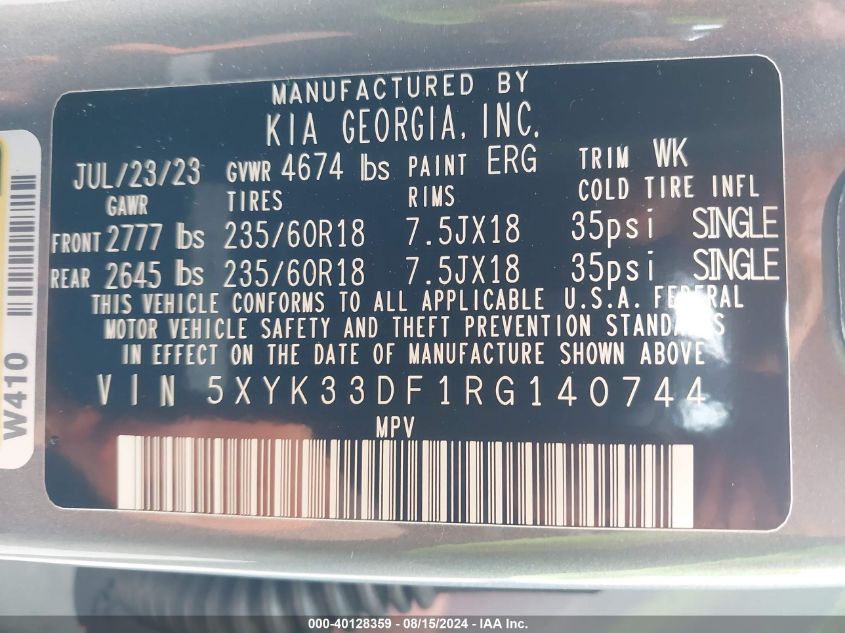 MANUFACTURED BY
KIA GEORGIA, INC.
JUL/23/23 GVWR 4674 lbs PAINT ERG TRIM WK
GAWR TIRES RIMS COLD TIRE INFL
FRONT 2777 lbs 235/60R18 7.5JX18 35psi SINGLE
REAR 2645 lbs 235/60R18 7.5JX18 35psi SINGLE
THIS VEHICLE CONFORMS TO ALL APPLICABLE U.S.A. FEDERAL
MOTOR VEHICLE SAFETY AND THEFT PREVENTION STANDARDS
IN EFFECT ON THE DATE OF MANUFACTURE SHOWN ABOVE.
VIN 5XYK33DF1RG140744
MPV
W410
000-40128359 - 08/15/2024 - IAA Inc.